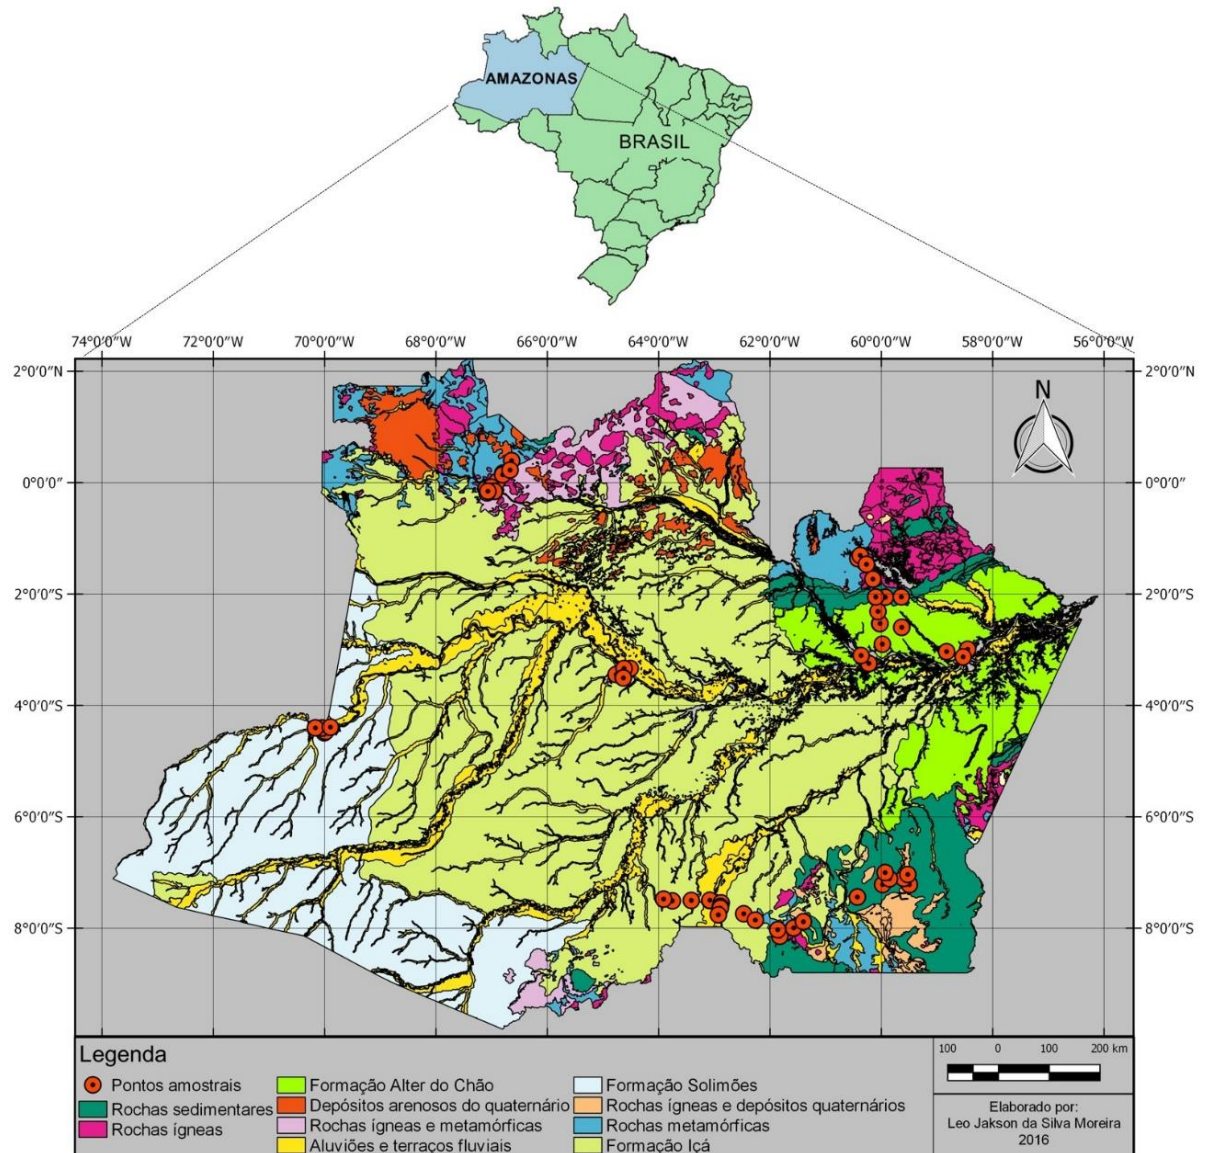 AMAZONAS
BRASIL
74°0'0"W 72°0'0"W 70°0'0"W 68°0'0"W 66°0'0"W 64°0'0"W 62°0'0"W 60°0'0"W 58°0'0"W 56°0'0"W
2°0'0"N 2°0'0"N
N
0°0'0" 0°0'0"
2°0'0"S 2°0'0"S
4°0'0"S 4°0'0"S
6°0'0"S 6°0'0"S
8°0'0"S 8°0'0"S
Legenda
Pontos amostrais
Rochas sedimentares
Rochas ígneas
Formação Alter do Chão
Depósitos arenosos do quaternário
Rochas ígneas e metamórficas
Aluviões e terraços fluviais
Formação Solimões
Rochas ígneas e depósitos quaternários
Rochas metamórficas
Formação Içá
100 0 100 200 km
Elaborado por:
Leo Jakson da Silva Moreira
2016